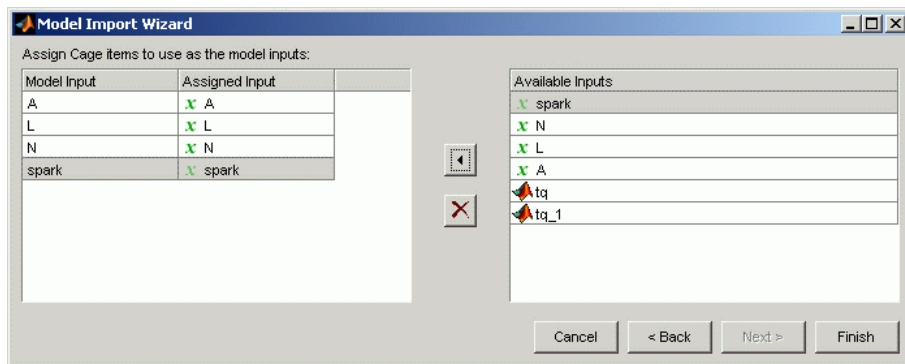 Model Import Wizard
Assign Cage items to use as the model inputs:
Model Input Assigned Input
A x A
L x L
N x N
spark x spark
Available Inputs
x spark
x N
x L
x A
tq
tq_1
Cancel < Back Next > Finish